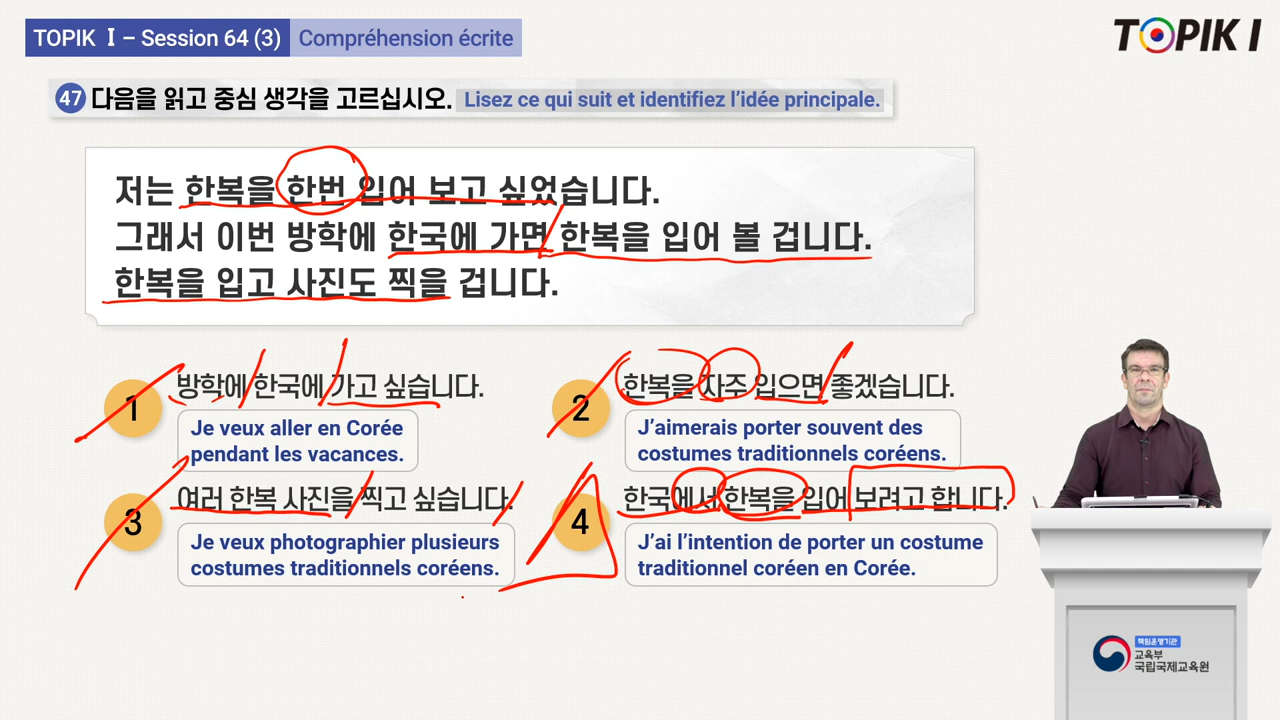 TOPIK Ⅰ – Session 64 (3) Compréhension écrite
TOPIK I
47 다음을 읽고 중심 생각을 고르십시오. Lisez ce qui suit et identifiez l’idée principale.
저는 한복을 한번 입어 보고 싶었습니다.
그래서 이번 방학에 한국에 가면 한복을 입어 볼 겁니다.
한복을 입고 사진도 찍을 겁니다.
1 방학에 한국에 가고 싶습니다.
Je veux aller en Corée
pendant les vacances.
2 한복을 자주 입으면 좋겠습니다.
J’aimerais porter souvent des
costumes traditionnels coréens.
3 여러 한복 사진을 찍고 싶습니다.
Je veux photographier plusieurs
costumes traditionnels coréens.
4 한국에서 한복을 입어 보려고 합니다.
J’ai l’intention de porter un costume
traditionnel coréen en Corée.
책임운영기관
교육부
국립국제교육원